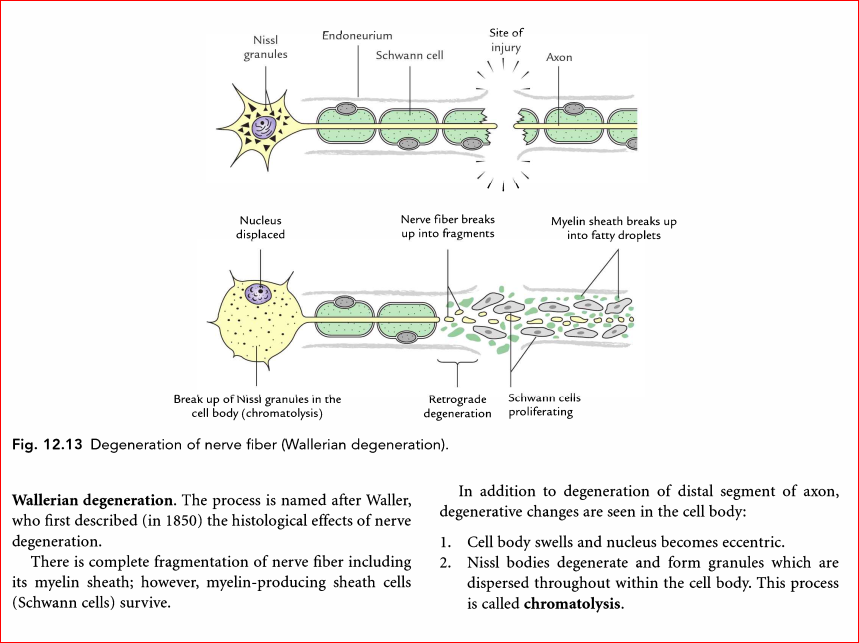 Nissl
granules
Endoneurium
Schwann cell
Site of
injury
Axon
Nucleus
displaced
Nerve fiber breaks
up into fragments
Myelin sheath breaks up
into fatty droplets
Break up of Nissl granules in the
cell body (chromatolysis)
Retrograde
degeneration
Schwann cells
proliferating
Fig. 12.13 Degeneration of nerve fiber (Wallerian degeneration).
Wallerian degeneration. The process is named after Waller,
who first described (in 1850) the histological effects of nerve
degeneration.
There is complete fragmentation of nerve fiber including
its myelin sheath; however, myelin-producing sheath cells
(Schwann cells) survive.
In addition to degeneration of distal segment of axon,
degenerative changes are seen in the cell body:
1. Cell body swells and nucleus becomes eccentric.
2. Nissl bodies degenerate and form granules which are
dispersed throughout within the cell body. This process
is called chromatolysis.